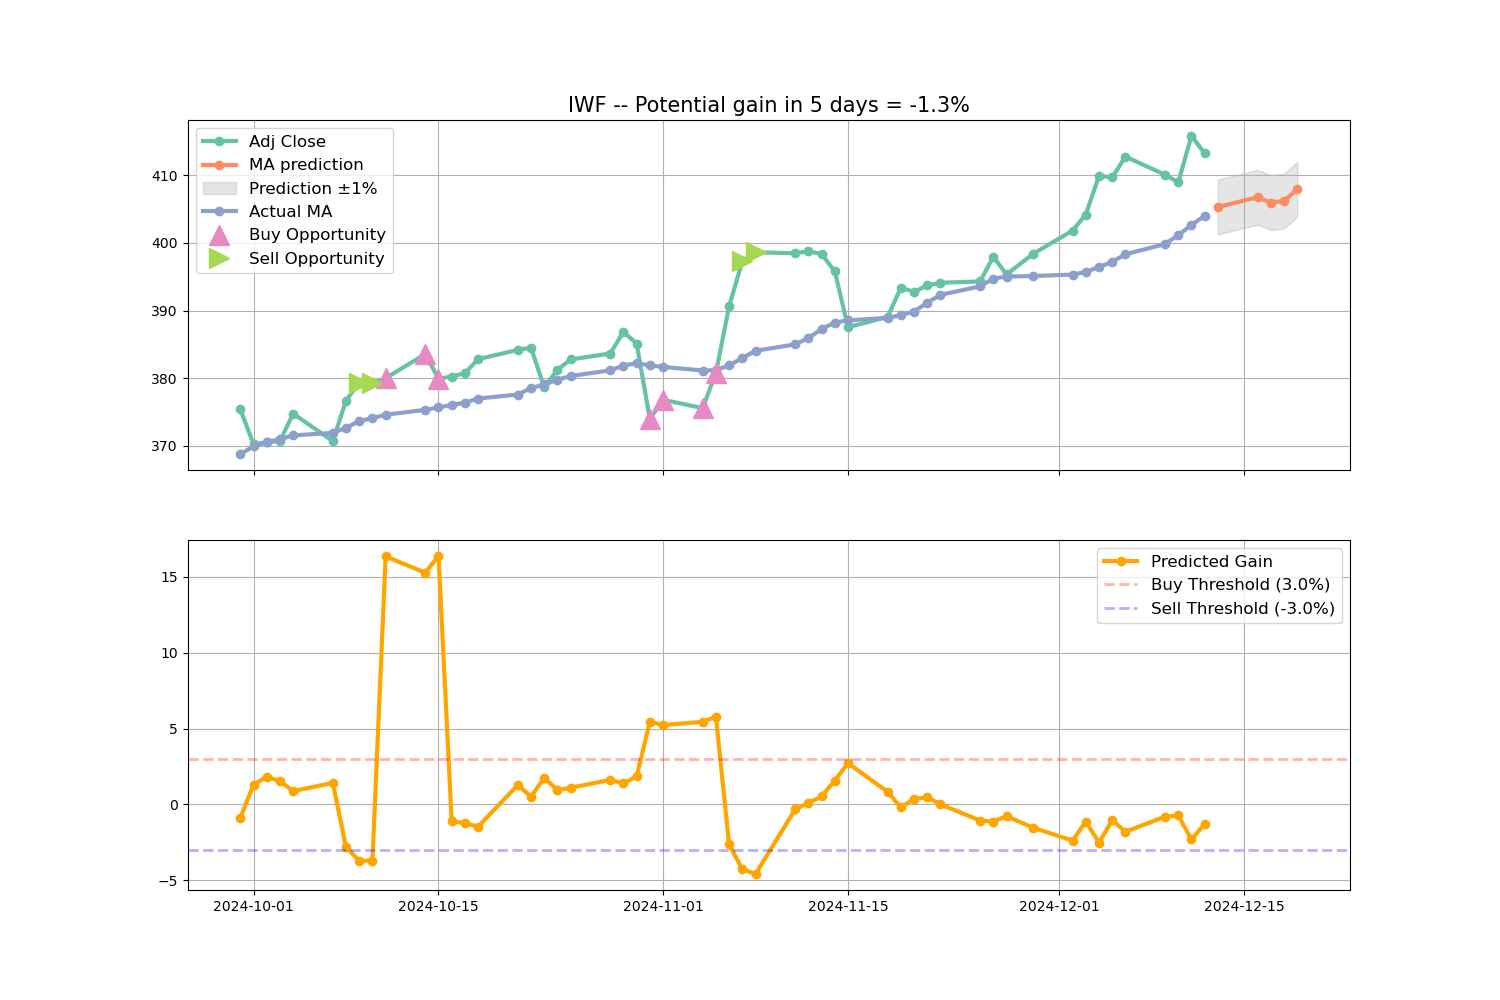 IWF -- Potential gain in 5 days = -1.3%
Adj Close
MA prediction
Prediction ±1%
Actual MA
Buy Opportunity
Sell Opportunity
410
400
390
380
370
Predicted Gain
Buy Threshold (3.0%)
Sell Threshold (-3.0%)
15
10
5
0
−5
2024-10-01
2024-10-15
2024-11-01
2024-11-15
2024-12-01
2024-12-15